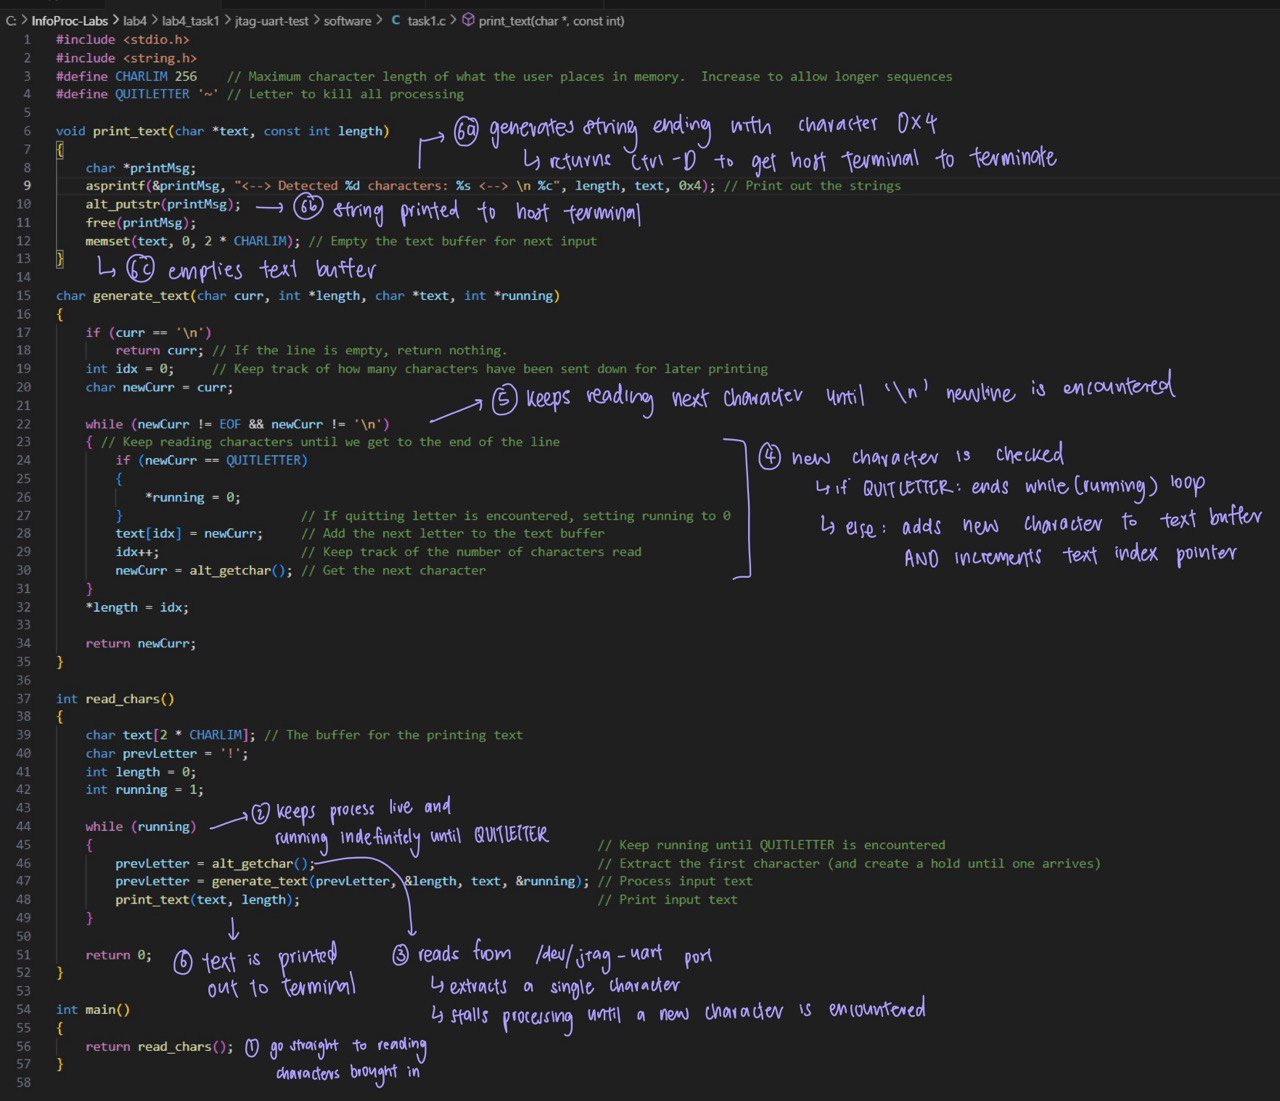 C: > InfoProc-Labs > lab4 > lab4_task1 > jtag-uart-test > software > C task1.c > print_text(char *, const int)
1 #include <stdio.h>
2 #include <string.h>
3 #define CHARLIM 256 // Maximum character length of what the user places in memory. Increase to allow longer sequences
4 #define QUITLETTER '~' // Letter to kill all processing
5
6 void print_text(char *text, const int length)
6a generates string ending with character 0x4
↳ returns Ctrl-D to get host terminal to terminate
7 {
8 char *printMsg;
9 asprintf(&printMsg, "<--> Detected %d characters: %s <--> \n %c", length, text, 0x4); // Print out the strings
10 alt_putstr(printMsg); → 6b string printed to host terminal
11 free(printMsg);
12 memset(text, 0, 2 * CHARLIM); // Empty the text buffer for next input
13 }
↳ 6c empties text buffer
14
15 char generate_text(char curr, int *length, char *text, int *running)
16 {
17 if (curr == '\n')
18 return curr; // If the line is empty, return nothing.
19 int idx = 0; // Keep track of how many characters have been sent down for later printing
20 char newCurr = curr;
21
→ 5 keeps reading next character until '\n' newline is encountered
22 while (newCurr != EOF && newCurr != '\n')
23 { // Keep reading characters until we get to the end of the line
24 if (newCurr == QUITLETTER)
25 {
26 *running = 0;
27 } // If quitting letter is encountered, setting running to 0
28 text[idx] = newCurr; // Add the next letter to the text buffer
29 idx++; // Keep track of the number of characters read
30 newCurr = alt_getchar(); // Get the next character
31 }
4 new character is checked
↳ if QUITLETTER: ends while(running) loop
↳ else: adds new character to text buffer
AND increments text index pointer
32 *length = idx;
33
34 return newCurr;
35 }
36
37 int read_chars()
38 {
39 char text[2 * CHARLIM]; // The buffer for the printing text
40 char prevLetter = '!';
41 int length = 0;
42 int running = 1;
43
44 while (running)
→ 2 keeps process live and
running indefinitely until QUITLETTER
45 { // Keep running until QUITLETTER is encountered
46 prevLetter = alt_getchar(); // Extract the first character (and create a hold until one arrives)
47 prevLetter = generate_text(prevLetter, &length, text, &running); // Process input text
48 print_text(text, length); // Print input text
49 }
50
51 return 0;
6 text is printed
out to terminal
3 reads from /dev/jtag-uart port
↳ extracts a single character
↳ stalls processing until a new character is encountered
52 }
53
54 int main()
55 {
56 return read_chars(); 1 go straight to reading
characters brought in
57 }
58